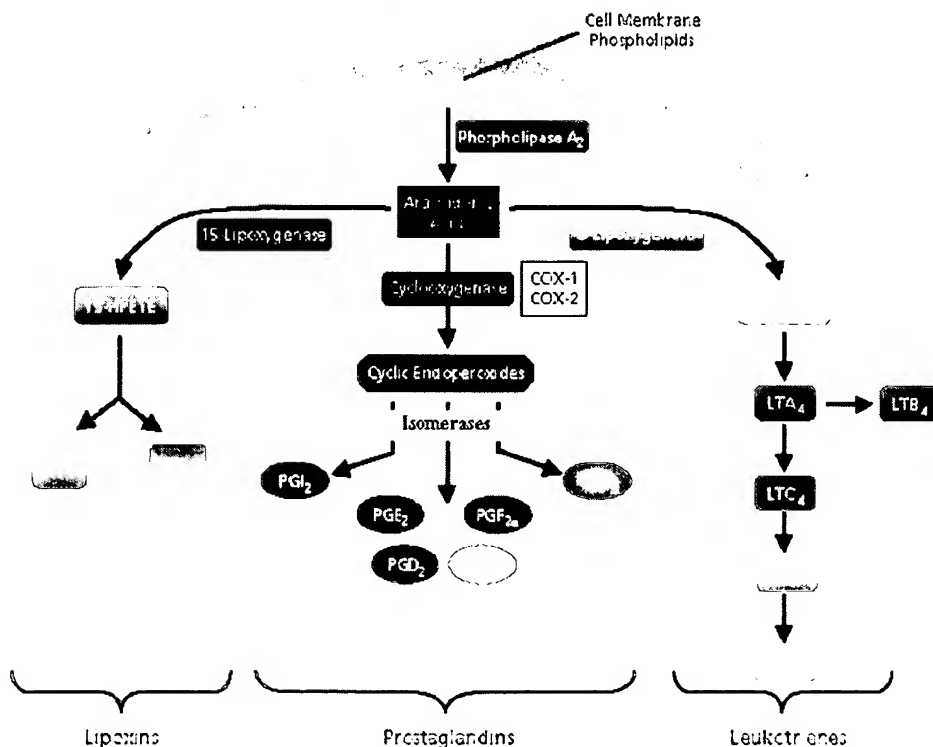 Cell Membrane
Phospholipids
Phospholipase A₂
15-Lipoxygenase
Cyclooxygenase
COX-1
COX-2
Cyclic Endoperoxides
Isomerases
LTA₄
LTB₄
PGI₂
LTC₄
PGE₂
PGF₂α
PGD₂
Lipoxins
Prostaglandins
Leukotrienes